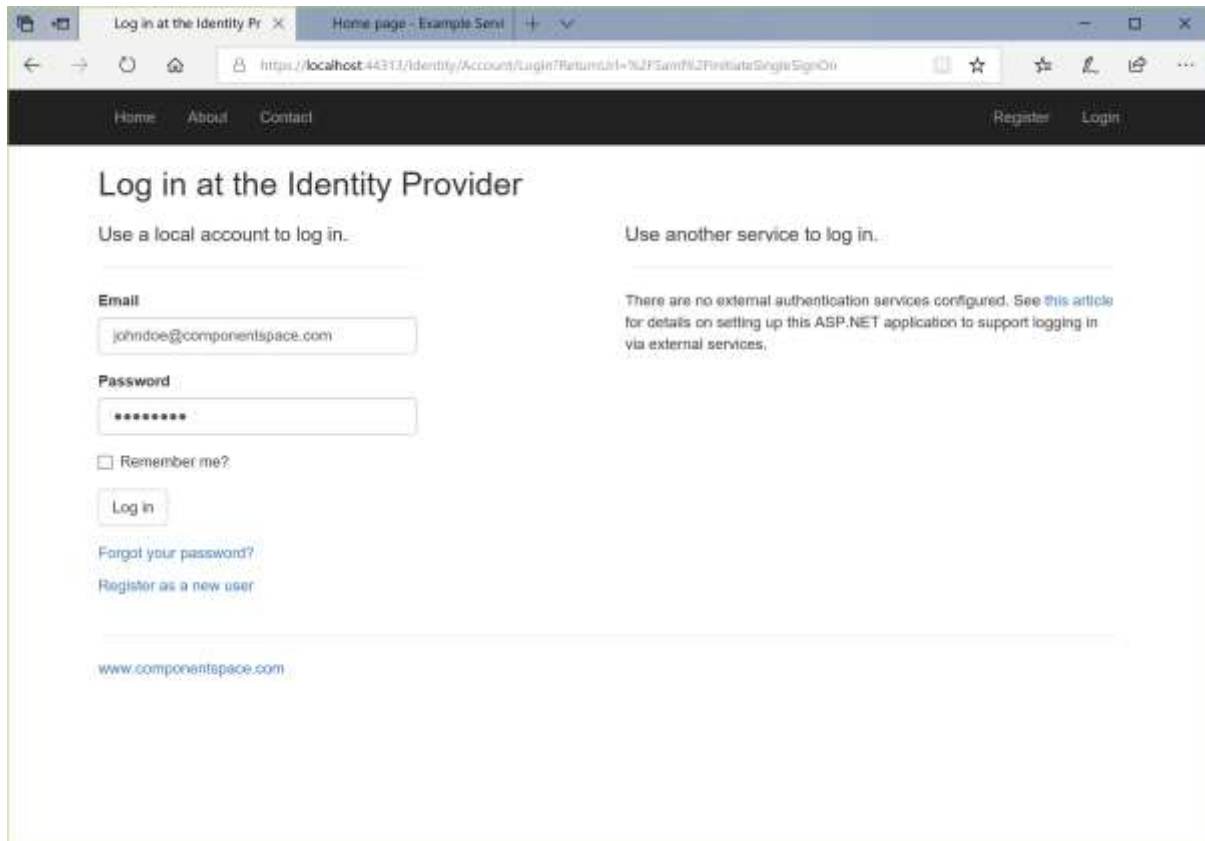 Log in at the Identity Pr
Home page - Example Servi
https://localhost:44313/Identity/Account/Login?ReturnUrl=%2FSaml%2FInitiateSingleSignOn
Home About Contact Register Login
Log in at the Identity Provider
Use a local account to log in.
Email
johndoe@componentspace.com
Password
Remember me?
Log in
Forgot your password?
Register as a new user
Use another service to log in.
There are no external authentication services configured. See this article
for details on setting up this ASP.NET application to support logging in
via external services.
www.componentspace.com